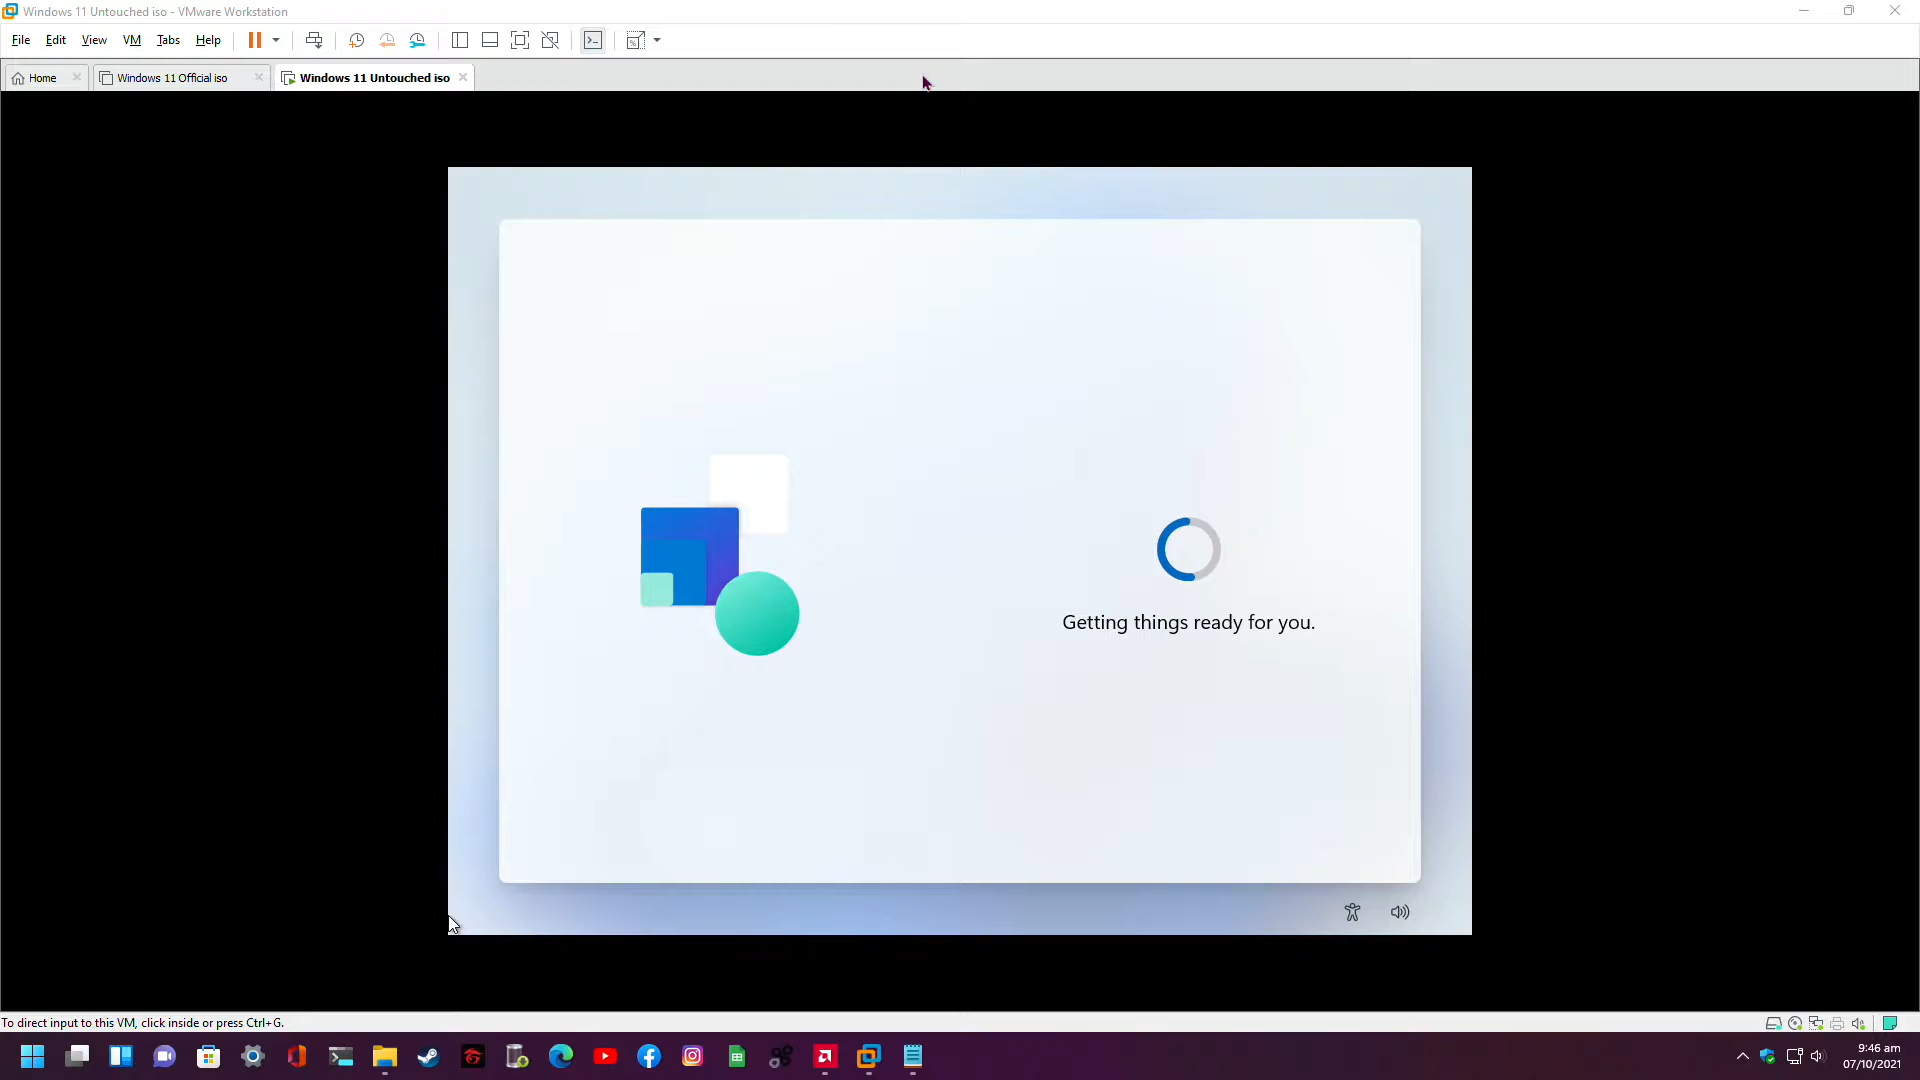 Windows 11 Untouched iso - VMware Workstation
File Edit View VM Tabs Help
Home Windows 11 Official iso Windows 11 Untouched iso
Getting things ready for you.
To direct input to this VM, click inside or press Ctrl+G.
9:46 am
07/10/2021